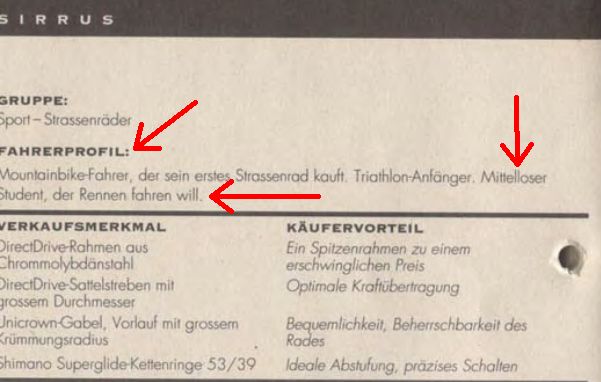 SIRRUS
GRUPPE:
Sport – Strassenräder
FAHRERPROFIL:
Mountainbike-Fahrer, der sein erstes Strassenrad kauft. Triathlon-Anfänger. Mittelloser
Student, der Rennen fahren will.
VERKAUFSMERKMAL
DirectDrive-Rahmen aus
Chrommolybdänstahl
DirectDrive-Sattelstreben mit
grossem Durchmesser
Unicrown-Gabel, Vorlauf mit grossem
Krümmungsradius
Shimano Superglide-Kettenringe 53/39
KÄUFERVORTEIL
Ein Spitzenrahmen zu einem
erschwinglichen Preis
Optimale Kraftübertragung
Bequemlichkeit, Beherrschbarkeit des
Rades
Ideale Abstufung, präzises Schalten